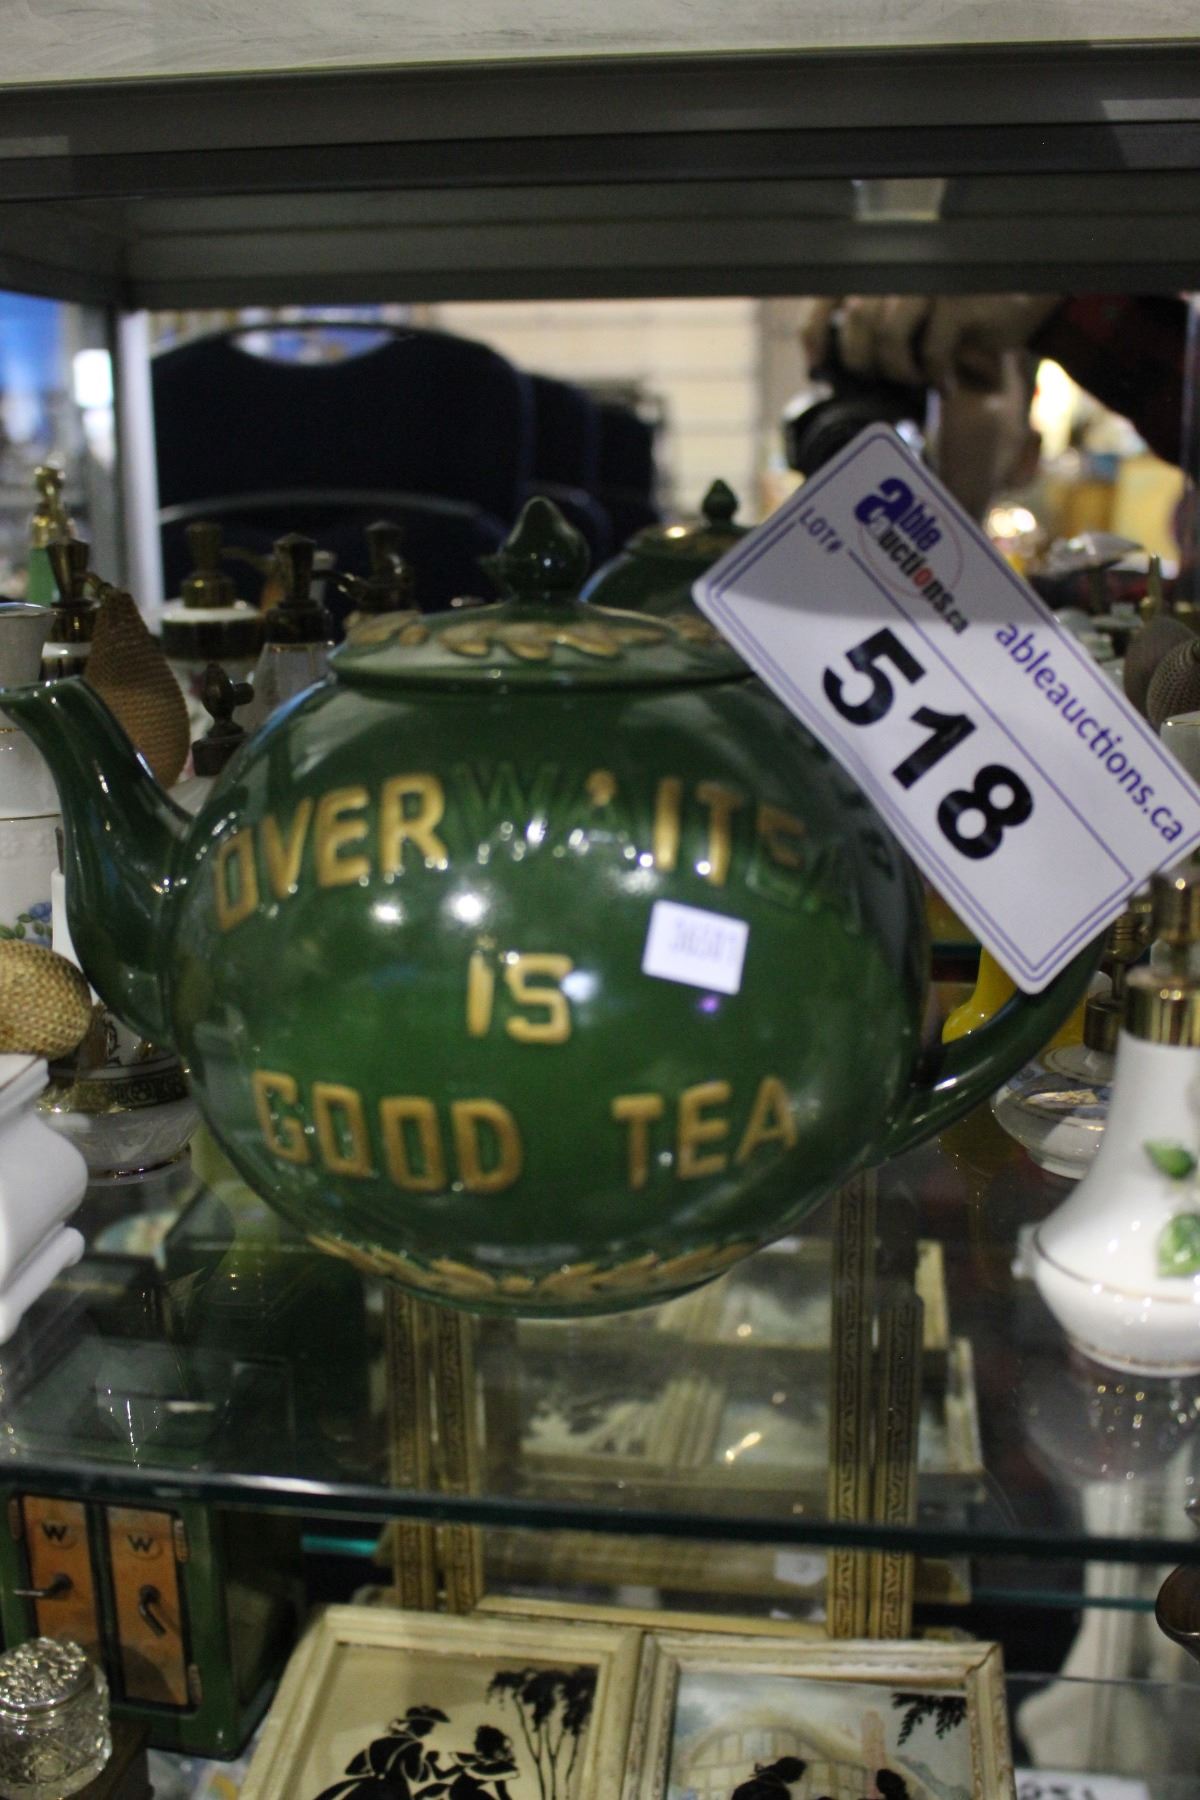 able
auctions.ca
LOT#
518
ableauctions.ca
OVERWAITEA
IS
GOOD TEA
W W